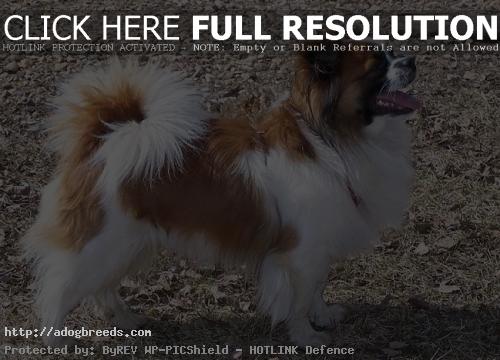 CLICK HERE FULL RESOLUTION
HOTLINK PROTECTION ACTIVATED - NOTE: Empty or Blank Referrals are not Allowed
http://adogbreeds.com
Protected by: ByREV WP-PICShield - HOTLINK Defence